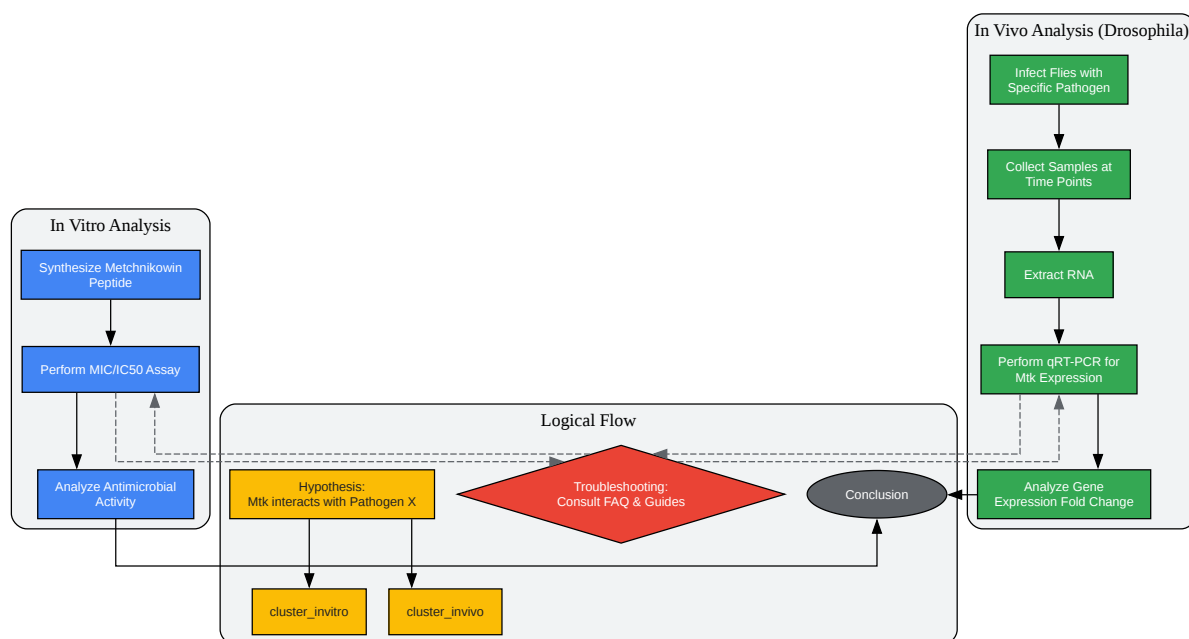 In Vivo Analysis (Drosophila)
Infect Flies with
Specific Pathogen
Collect Samples at
Time Points
Extract RNA
Perform qRT-PCR for
Mtk Expression
Analyze Gene
Expression Fold Change
In Vitro Analysis
Synthesize Metchnikowin
Peptide
Perform MIC/IC50 Assay
Analyze Antimicrobial
Activity
Logical Flow
Hypothesis:
Mtk interacts with Pathogen X
Troubleshooting:
Consult FAQ & Guides
Conclusion
cluster_invitro
cluster_invivo